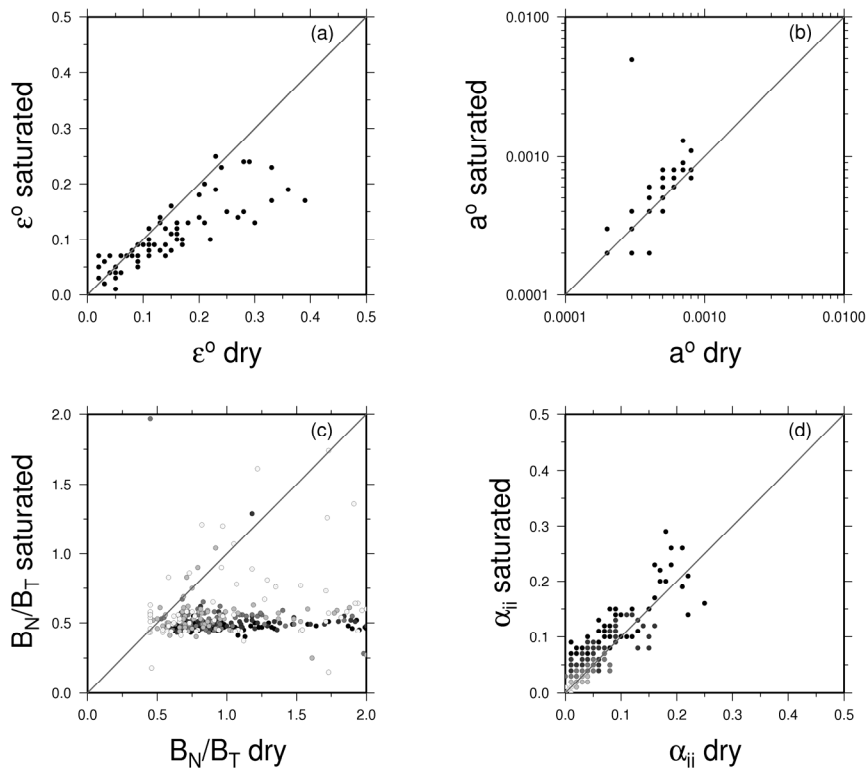 (a)
0.5
0.4
0.3
0.2
0.1
0.0
εº saturated
0.0 0.1 0.2 0.3 0.4 0.5
εº dry
(b)
0.0100
0.0010
0.0001
aº saturated
0.0001 0.0010 0.0100
aº dry
(c)
2.0
1.5
1.0
0.5
0.0
B_N/B_T saturated
0.0 0.5 1.0 1.5 2.0
B_N/B_T dry
(d)
0.5
0.4
0.3
0.2
0.1
0.0
α_ii saturated
0.0 0.1 0.2 0.3 0.4 0.5
α_ii dry